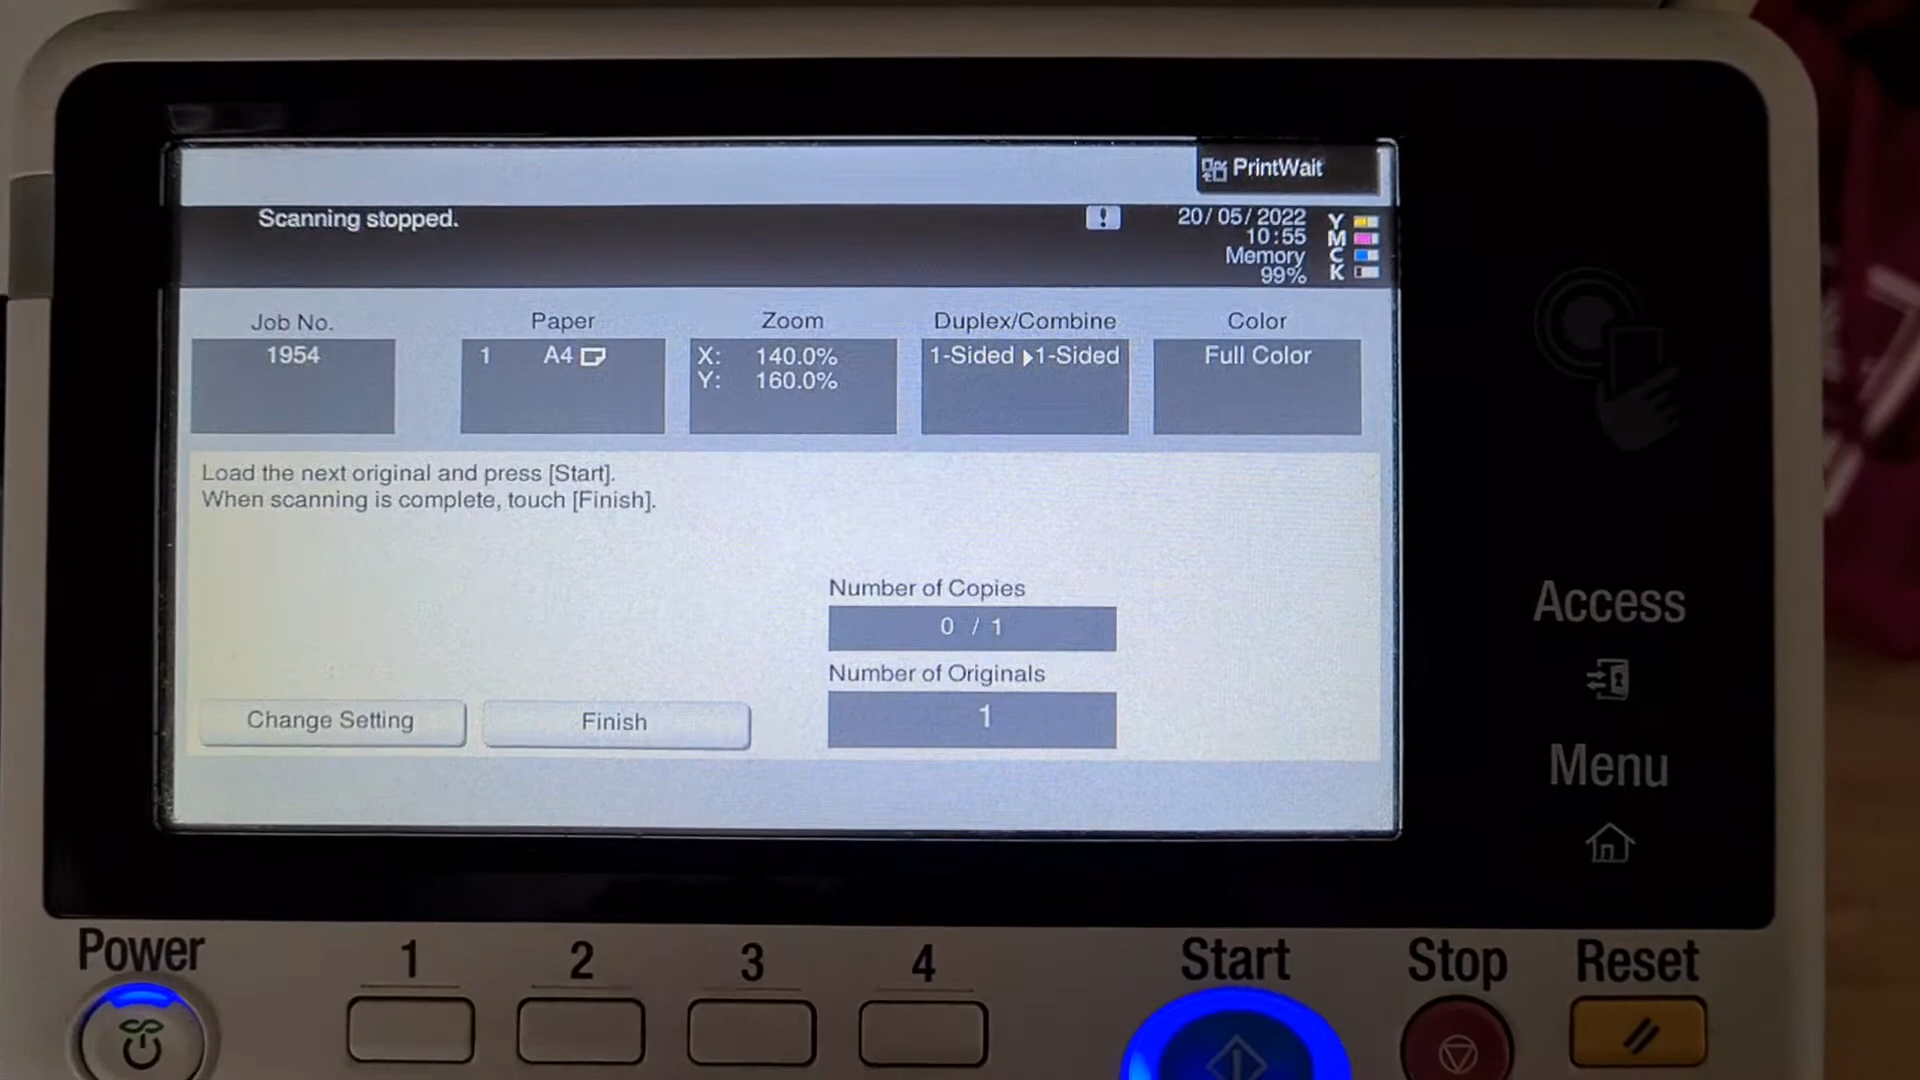 PrintWait
Scanning stopped.
!
20/05/2022
10:55
Memory
99%
Y
M
C
K
Job No.
1954
Paper
1 A4
Zoom
X: 140.0%
Y: 160.0%
Duplex/Combine
1-Sided ▶1-Sided
Color
Full Color
Load the next original and press [Start].
When scanning is complete, touch [Finish].
Number of Copies
0 / 1
Number of Originals
1
Change Setting
Finish
Access
Menu
Power
1
2
3
4
Start
Stop
Reset